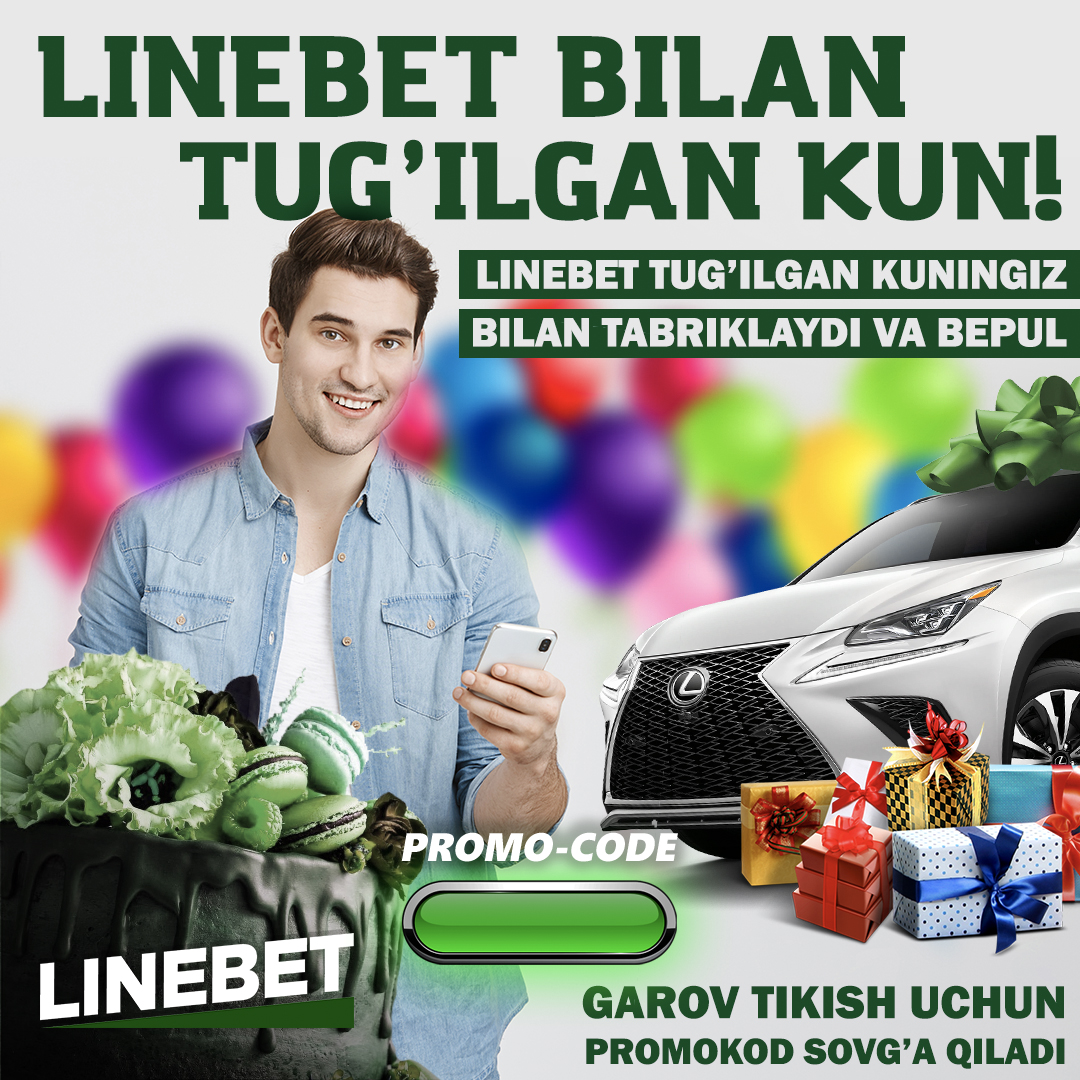 LINEBET BILAN
TUG'ILGAN KUN!
LINEBET TUG'ILGAN KUNINGIZ
BILAN TABRIKLAYDI VA BEPUL
PROMO-CODE
LINEBET
GAROV TIKISH UCHUN
PROMOKOD SOVG'A QILADI